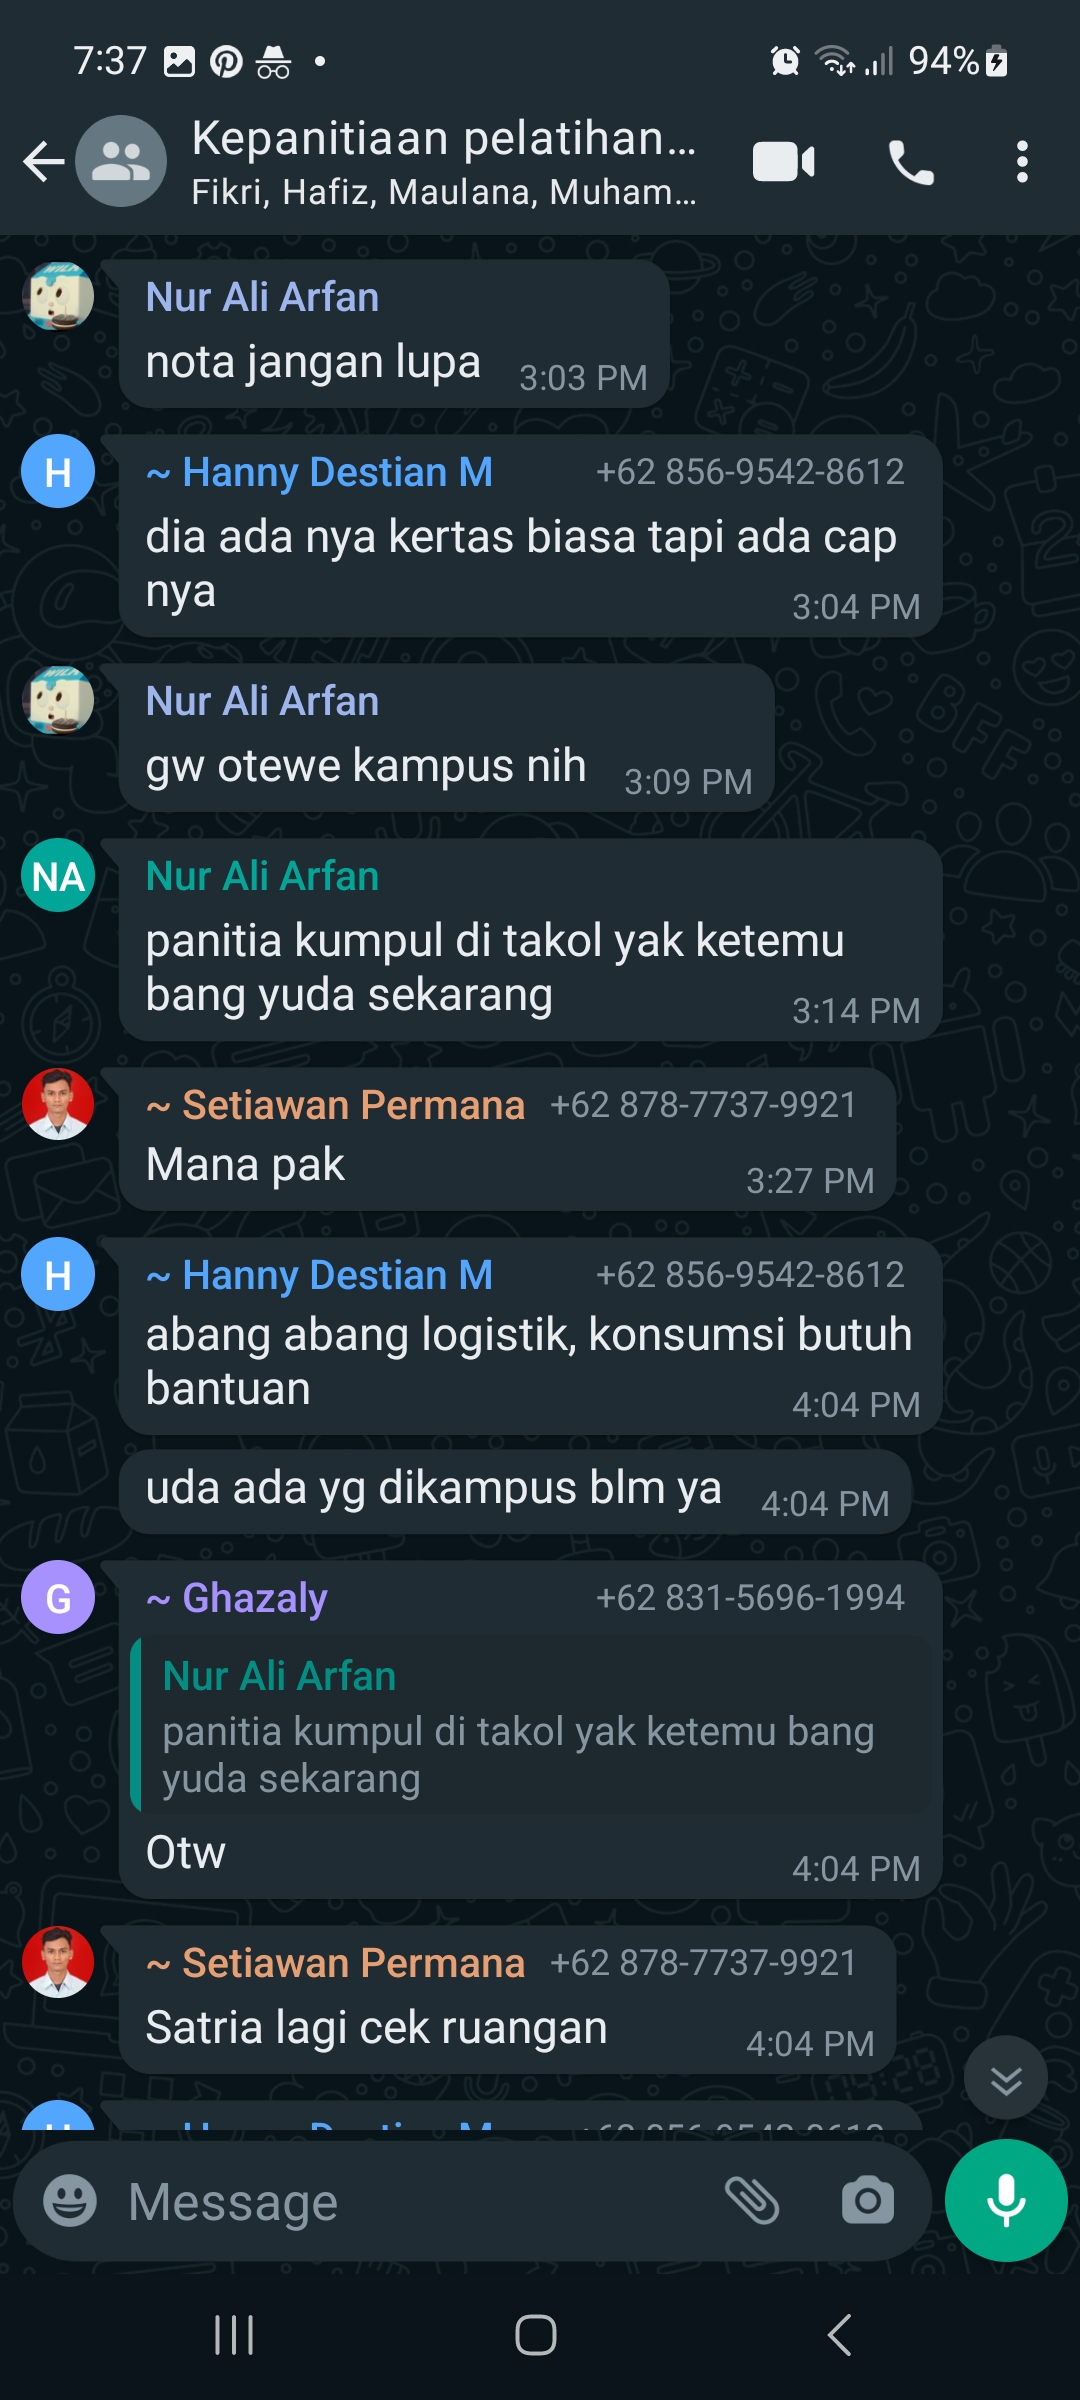 7:37
94%
Kepanitiaan pelatihan...
Fikri, Hafiz, Maulana, Muham...
Nur Ali Arfan
nota jangan lupa 3:03 PM
H
~ Hanny Destian M +62 856-9542-8612
dia ada nya kertas biasa tapi ada cap
nya 3:04 PM
Nur Ali Arfan
gw otewe kampus nih 3:09 PM
NA
Nur Ali Arfan
panitia kumpul di takol yak ketemu
bang yuda sekarang 3:14 PM
~ Setiawan Permana +62 878-7737-9921
Mana pak 3:27 PM
H
~ Hanny Destian M +62 856-9542-8612
abang abang logistik, konsumsi butuh
bantuan 4:04 PM
uda ada yg dikampus blm ya 4:04 PM
G
~ Ghazaly +62 831-5696-1994
Nur Ali Arfan
panitia kumpul di takol yak ketemu bang
yuda sekarang
Otw 4:04 PM
~ Setiawan Permana +62 878-7737-9921
Satria lagi cek ruangan 4:04 PM
Message